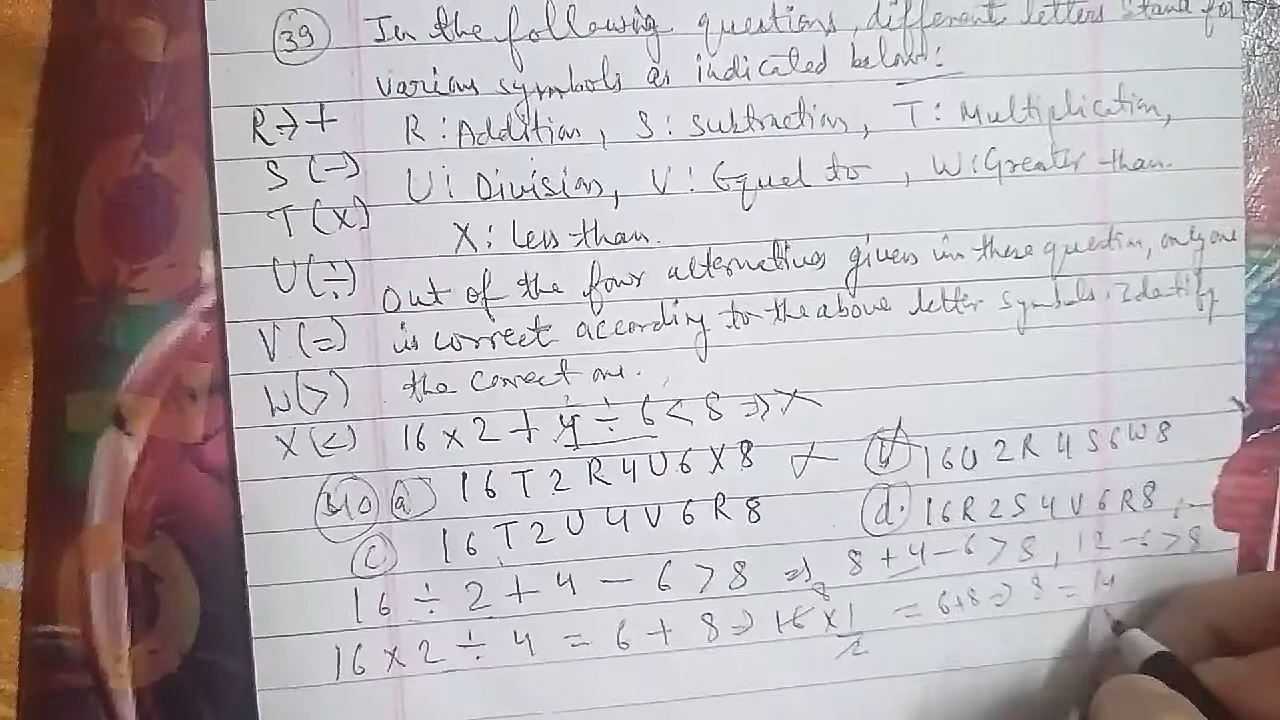 39 In the following questions, different letters stand for
various symbols as indicated below:
R → + R : Addition, S : Subtraction, T : Multiplication,
S (-) U : Division, V : Equal to, W : Greater than.
T (x) X : Less than.
U (÷) Out of the four alternatives given in these question, only one
V (=) is correct according to the above letter symbols. Identify
W (>) the correct one.
X (<) 16 x 2 + 4 ÷ 6 < 8 ⇒ X
340 a) 16 T 2 R 4 U 6 X 8 X b) 16 U 2 R 4 S 6 W 8
c) 16 T 2 U 4 V 6 R 8 d. 16 R 2 S 4 V 6 R 8
16 ÷ 2 + 4 - 6 > 8 ⇒ 8 + 4 - 6 > 8, 12 - 6 > 8
16 x 2 ÷ 4 = 6 + 8 ⇒ 16 x 1/2 = 6+8 ⇒ 8 = 14